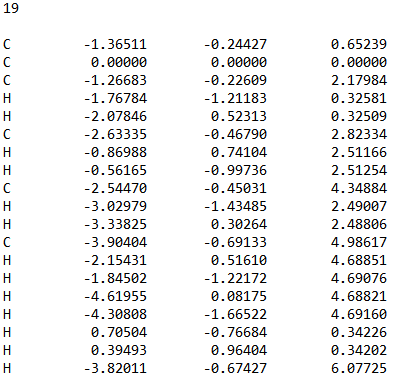 19
C -1.36511 -0.24427 0.65239
C 0.00000 0.00000 0.00000
C -1.26683 -0.22609 2.17984
H -1.76784 -1.21183 0.32581
H -2.07846 0.52313 0.32509
C -2.63335 -0.46790 2.82334
H -0.86988 0.74104 2.51166
H -0.56165 -0.99736 2.51254
C -2.54470 -0.45031 4.34884
H -3.02979 -1.43485 2.49007
H -3.33825 0.30264 2.48806
C -3.90404 -0.69133 4.98617
H -2.15431 0.51610 4.68851
H -1.84502 -1.22172 4.69076
H -4.61955 0.08175 4.68821
H -4.30808 -1.66522 4.69160
H 0.70504 -0.76684 0.34226
H 0.39493 0.96404 0.34202
H -3.82011 -0.67427 6.07725